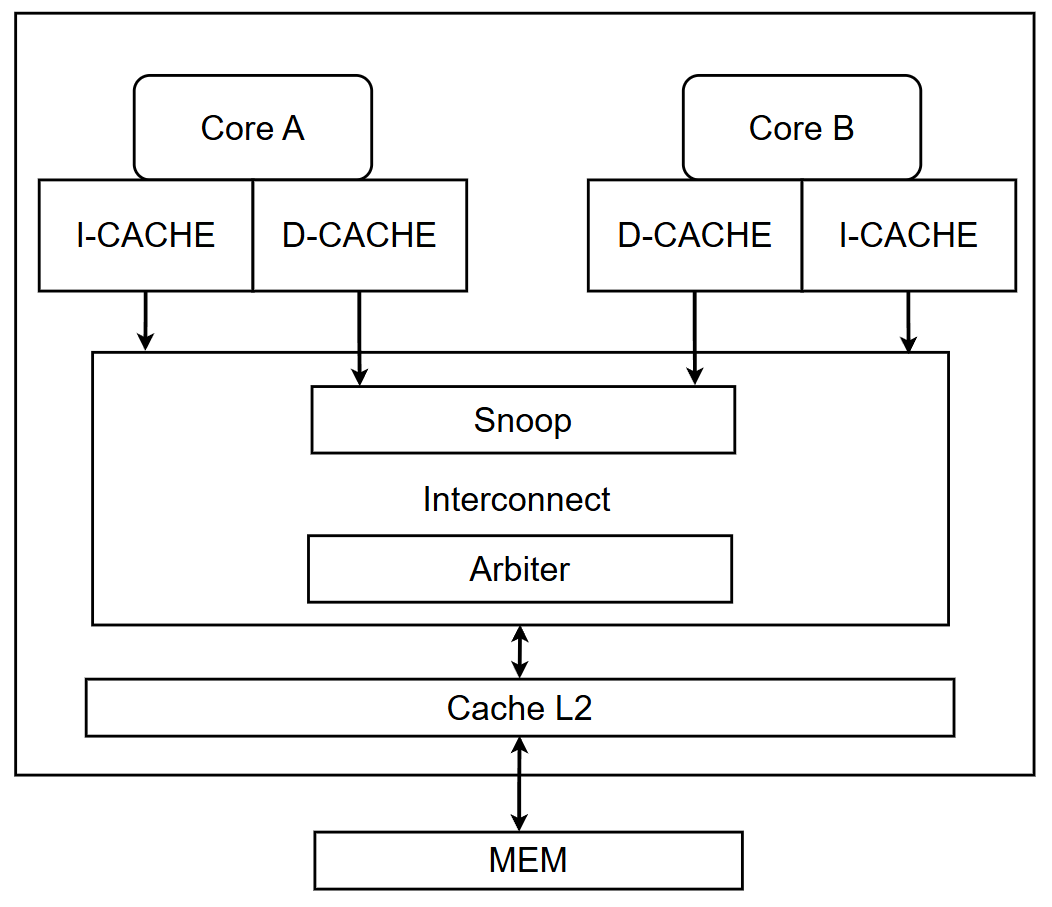 Core A
Core B
I-CACHE
D-CACHE
D-CACHE
I-CACHE
Snoop
Interconnect
Arbiter
Cache L2
MEM